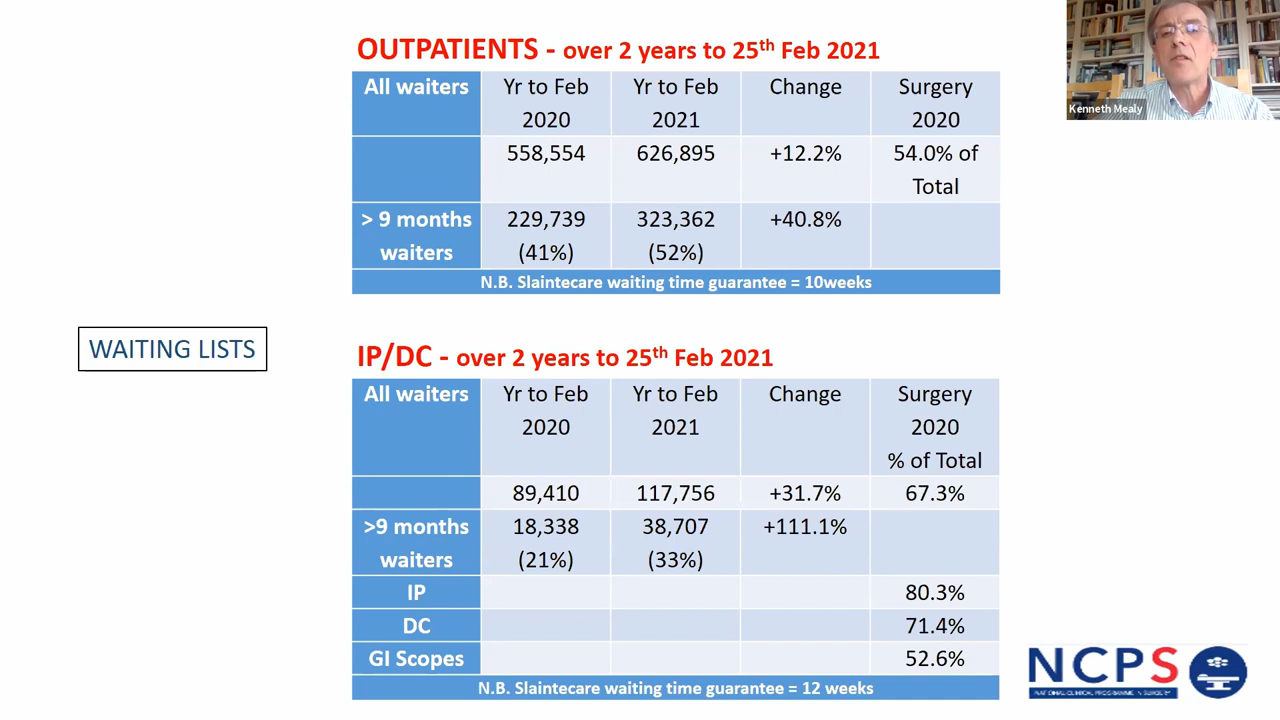 OUTPATIENTS - over 2 years to 25th Feb 2021
All waiters Yr to Feb 2020 Yr to Feb 2021 Change Surgery 2020
558,554 626,895 +12.2% 54.0% of Total
> 9 months waiters 229,739 (41%) 323,362 (52%) +40.8%
N.B. Slaintecare waiting time guarantee = 10weeks
Kenneth Mealy
WAITING LISTS
IP/DC - over 2 years to 25th Feb 2021
All waiters Yr to Feb 2020 Yr to Feb 2021 Change Surgery 2020 % of Total
89,410 117,756 +31.7% 67.3%
>9 months waiters 18,338 (21%) 38,707 (33%) +111.1%
IP 80.3%
DC 71.4%
GI Scopes 52.6%
N.B. Slaintecare waiting time guarantee = 12 weeks
NCPS
NATIONAL CLINICAL PROGRAMME IN SURGERY